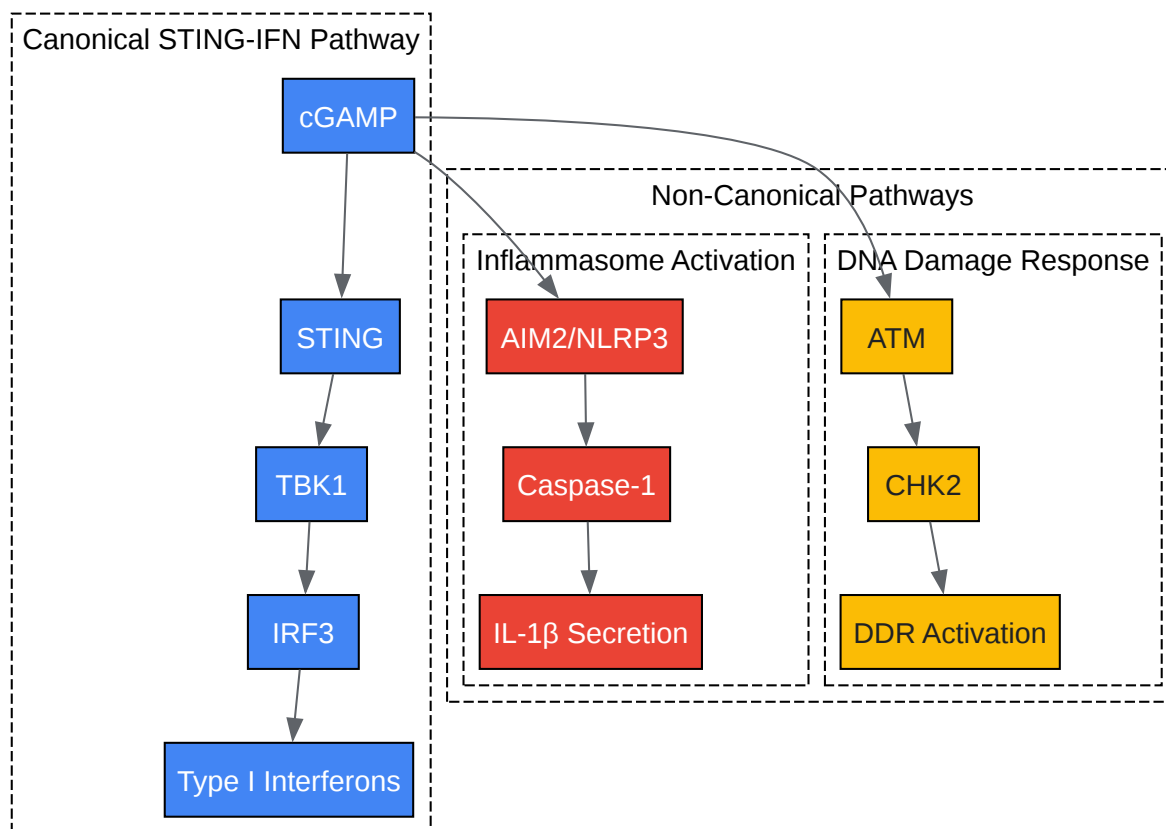 Canonical STING-IFN Pathway
cGAMP
STING
TBK1
IRF3
Type I Interferons
Non-Canonical Pathways
Inflammasome Activation
AIM2/NLRP3
Caspase-1
IL-1β Secretion
DNA Damage Response
ATM
CHK2
DDR Activation